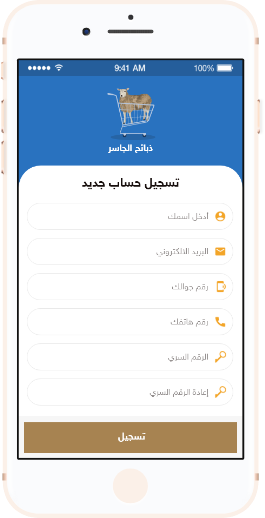 9:41 AM
100%
ذبائح الجاسر
تسجيل حساب جديد
أدخل اسمك
البريد الالكتروني
رقم جوالك
رقم هاتفك
الرقم السري
إعادة الرقم السري
تسجيل